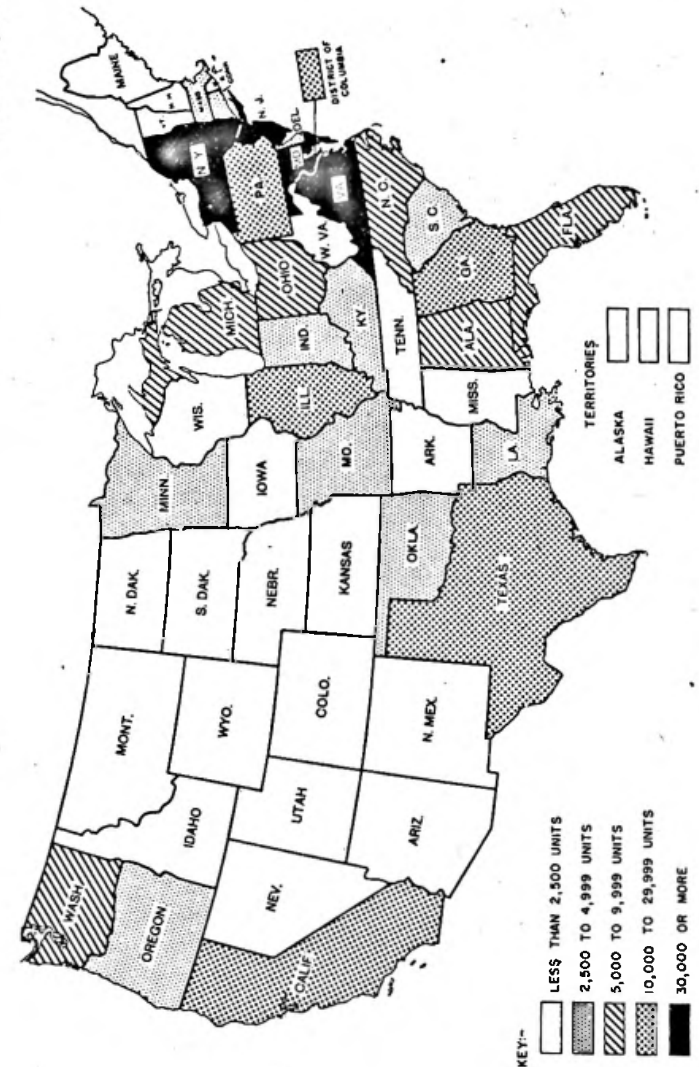 WASH.
OREGON
CALIF.
NEV.
IDAHO
MONT.
WYO.
UTAH
ARIZ.
COLO.
N. MEX.
N. DAK.
S. DAK.
NEBR.
KANSAS
OKLA.
TEXAS
MINN.
IOWA
MO.
ARK.
LA.
WIS.
ILL.
MICH.
IND.
OHIO
KY.
TENN.
MISS.
ALA.
GA.
FLA.
S.C.
N.C.
VA.
W. VA.
PA.
N Y
N. J.
DEL.
MD
MAINE
VT.
N.H.
MASS.
DISTRICT OF
COLUMBIA
KEY:-
LESS THAN 2,500 UNITS
2,500 TO 4,999 UNITS
5,000 TO 9,999 UNITS
10,000 TO 29,999 UNITS
30,000 OR MORE
TERRITORIES
ALASKA
HAWAII
PUERTO RICO